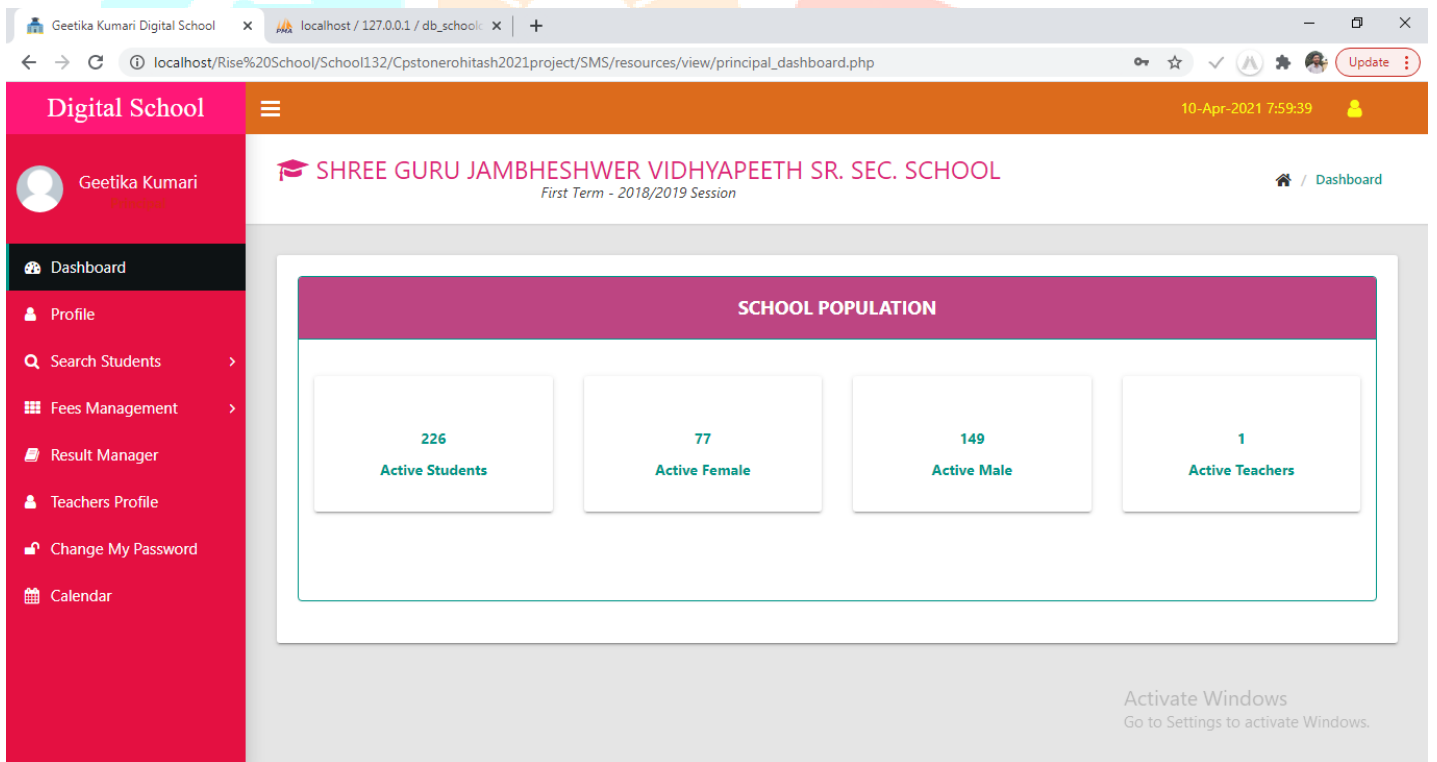 Geetika Kumari Digital School
localhost / 127.0.0.1 / db_school
localhost/Rise%20School/School132/Cpstonerohitash2021project/SMS/resources/view/principal_dashboard.php
Update
Digital School
10-Apr-2021 7:59:39
Geetika Kumari
SHREE GURU JAMBHESHWER VIDHYAPEETH SR. SEC. SCHOOL
First Term - 2018/2019 Session
/ Dashboard
Dashboard
Profile
Search Students
Fees Management
Result Manager
Teachers Profile
Change My Password
Calendar
SCHOOL POPULATION
226
Active Students
77
Active Female
149
Active Male
1
Active Teachers
Activate Windows
Go to Settings to activate Windows.